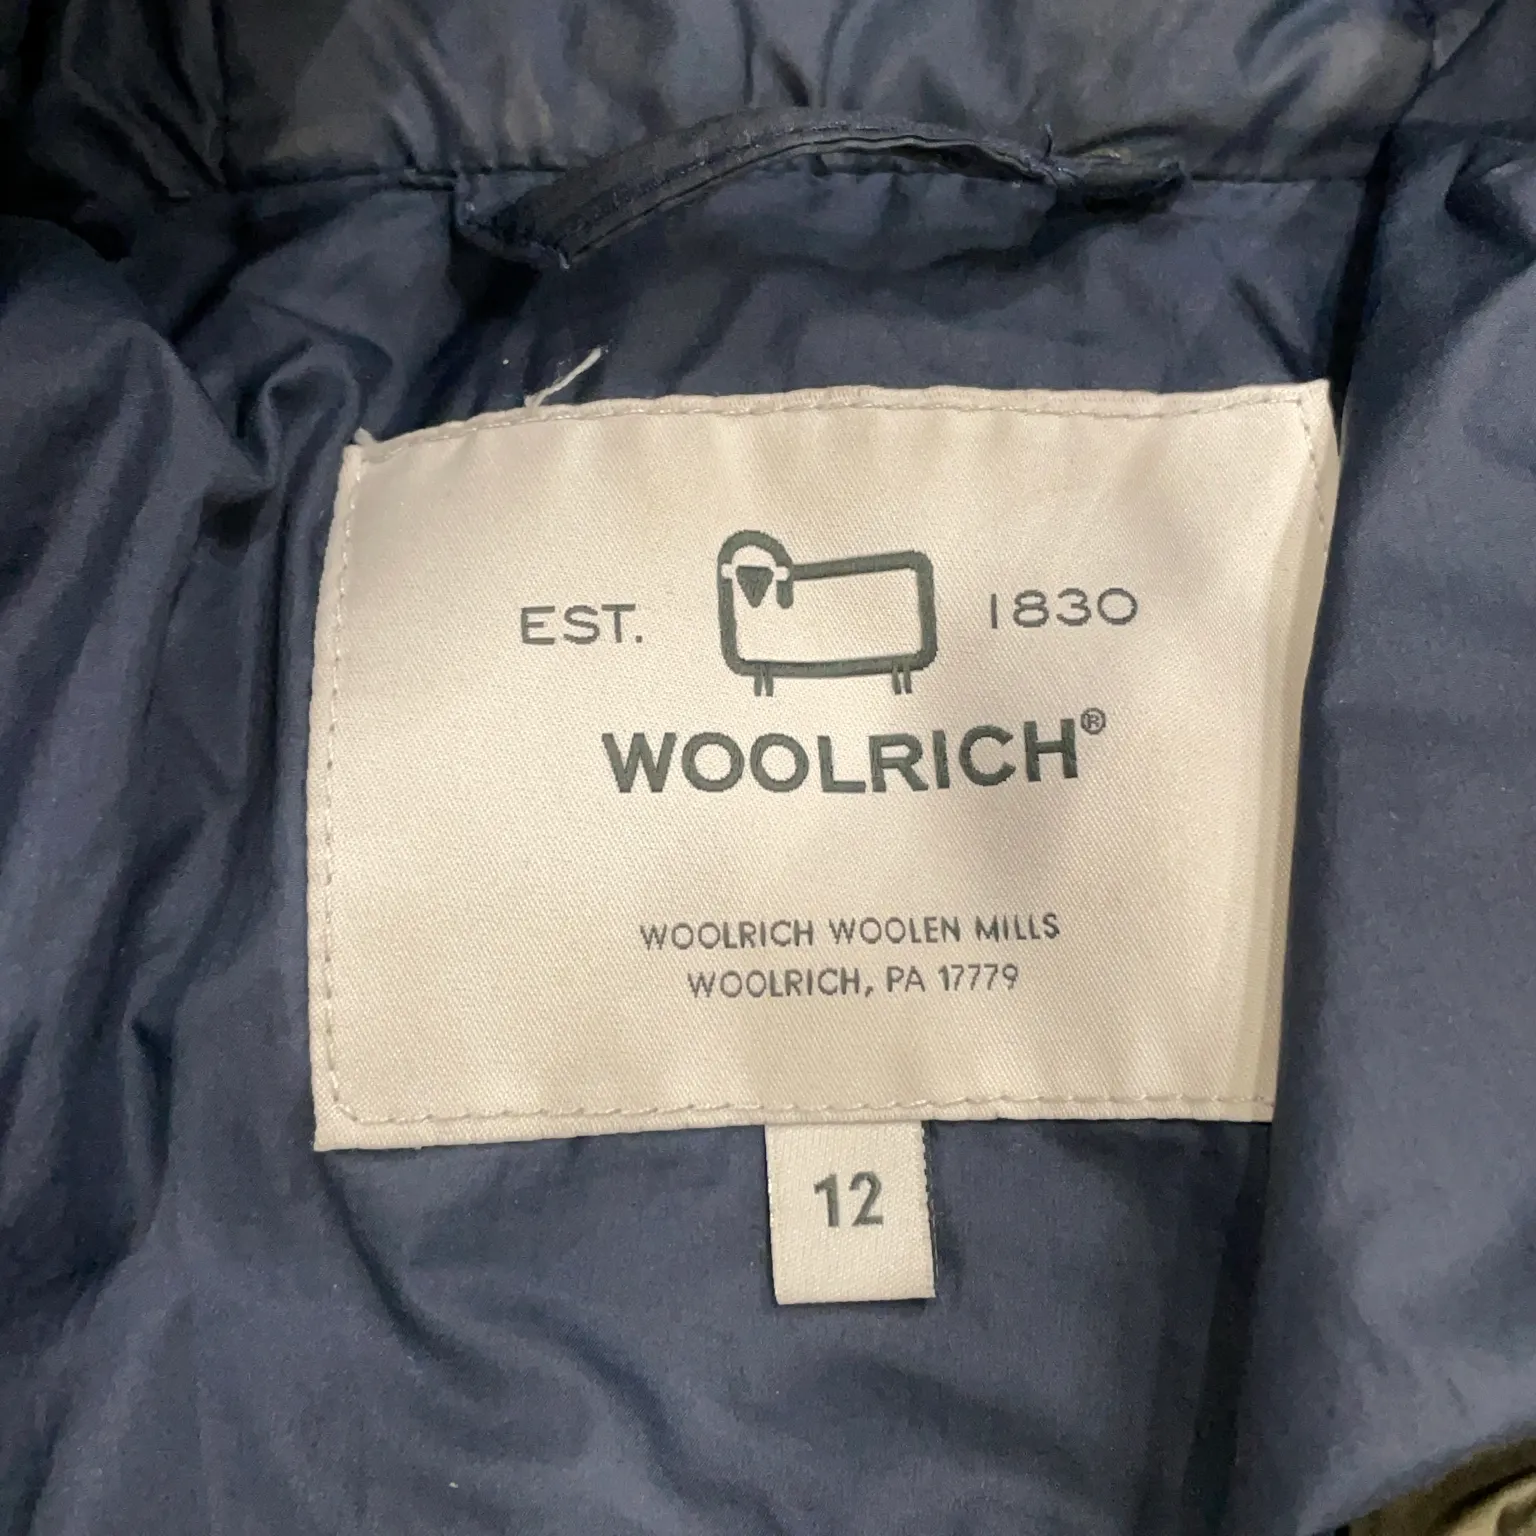 EST. 1830
WOOLRICH®
WOOLRICH WOOLEN MILLS
WOOLRICH, PA 17779
12